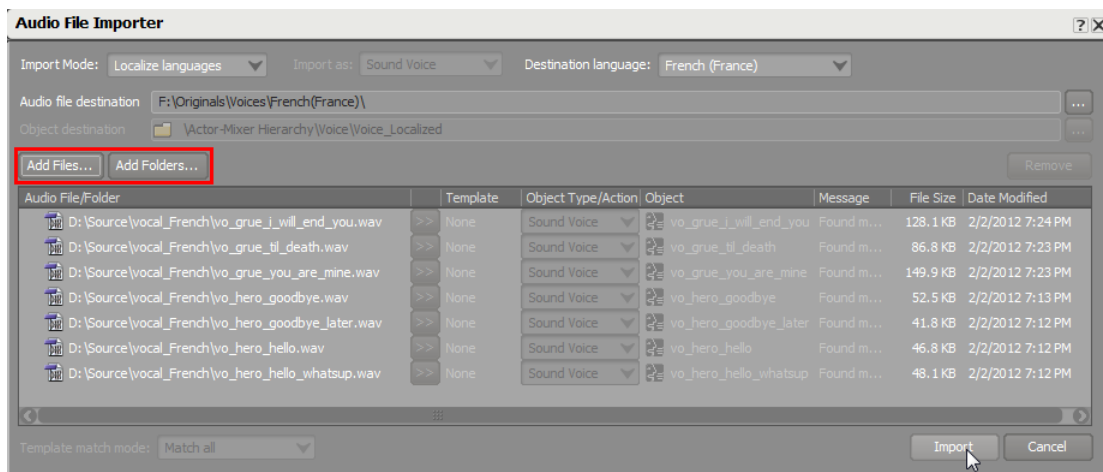 Audio File Importer
Import Mode: Localize languages Import as: Sound Voice Destination language: French (France)
Audio file destination F:\Originals\Voices\French(France)\ ...
Object destination \Actor-Mixer Hierarchy\Voice\Voice_Localized ...
Add Files... Add Folders... Remove
Audio File/Folder Template Object Type/Action Object Message File Size Date Modified
D:\Source\vocal_French\vo_grue_i_will_end_you.wav >> None Sound Voice vo_grue_i_will_end_you Found m... 128.1 KB 2/2/2012 7:24 PM
D:\Source\vocal_French\vo_grue_til_death.wav >> None Sound Voice vo_grue_til_death Found m... 86.8 KB 2/2/2012 7:23 PM
D:\Source\vocal_French\vo_grue_you_are_mine.wav >> None Sound Voice vo_grue_you_are_mine Found m... 149.9 KB 2/2/2012 7:23 PM
D:\Source\vocal_French\vo_hero_goodbye.wav >> None Sound Voice vo_hero_goodbye Found m... 52.5 KB 2/2/2012 7:13 PM
D:\Source\vocal_French\vo_hero_goodbye_later.wav >> None Sound Voice vo_hero_goodbye_later Found m... 41.8 KB 2/2/2012 7:12 PM
D:\Source\vocal_French\vo_hero_hello.wav >> None Sound Voice vo_hero_hello Found m... 46.8 KB 2/2/2012 7:12 PM
D:\Source\vocal_French\vo_hero_hello_whatsup.wav >> None Sound Voice vo_hero_hello_whatsup Found m... 48.1 KB 2/2/2012 7:12 PM
Template match mode: Match all Import Cancel